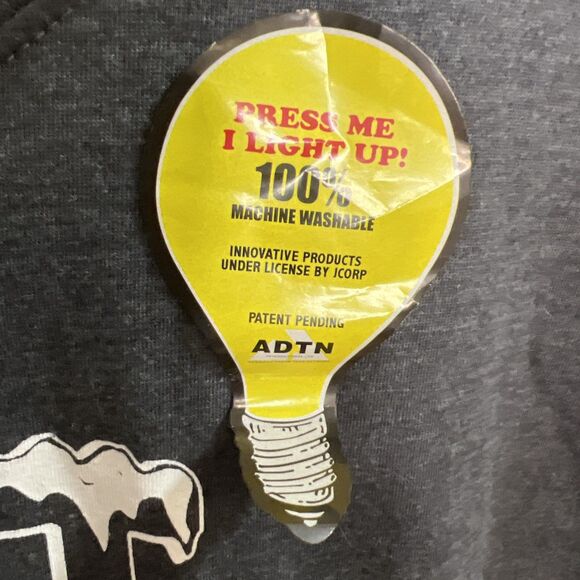 PRESS ME
I LIGHT UP!
100%
MACHINE WASHABLE
INNOVATIVE PRODUCTS
UNDER LICENSE BY JCORP
PATENT PENDING
ADTN